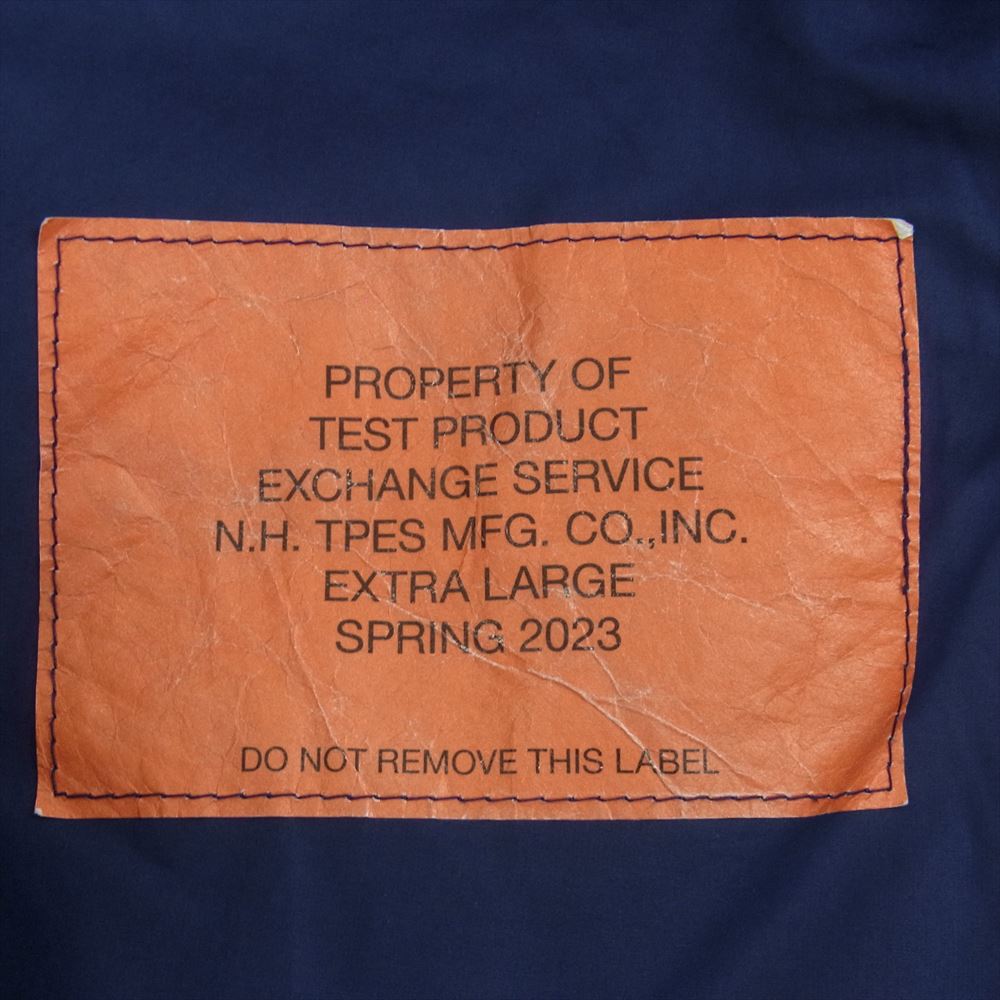 PROPERTY OF
TEST PRODUCT
EXCHANGE SERVICE
N.H. TPES MFG. CO.,INC.
EXTRA LARGE
SPRING 2023
DO NOT REMOVE THIS LABEL